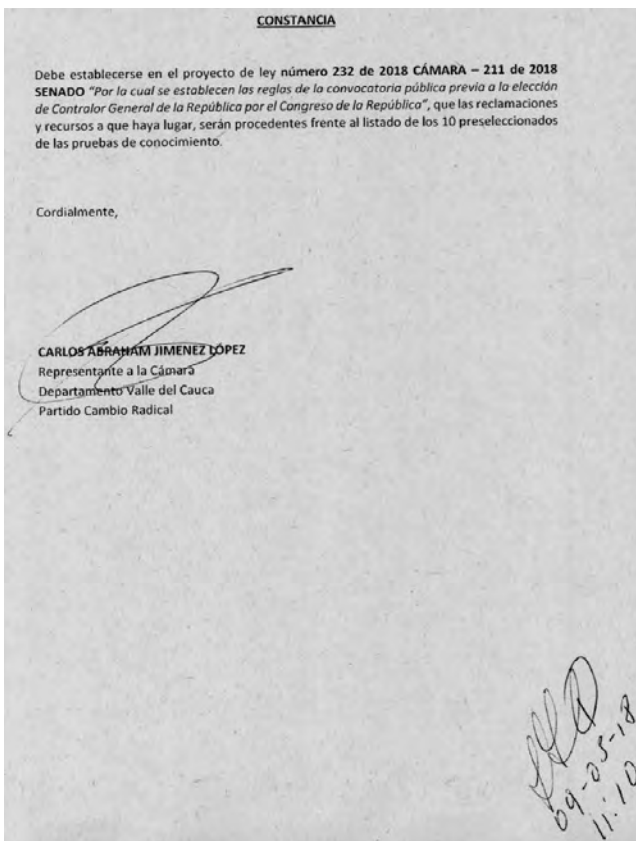 CONSTANCIA
Debe establecerse en el proyecto de ley número 232 de 2018 CÁMARA – 211 de 2018
SENADO "Por la cual se establecen las reglas de la convocatoria pública previa a la elección
de Contralor General de la República por el Congreso de la República", que las reclamaciones
y recursos a que haya lugar, serán procedentes frente al listado de los 10 preseleccionados
de las pruebas de conocimiento.
Cordialmente,
CARLOS ABRAHAM JIMENEZ LÓPEZ
Representante a la Cámara
Departamento Valle del Cauca
Partido Cambio Radical
09-05-18
11:10